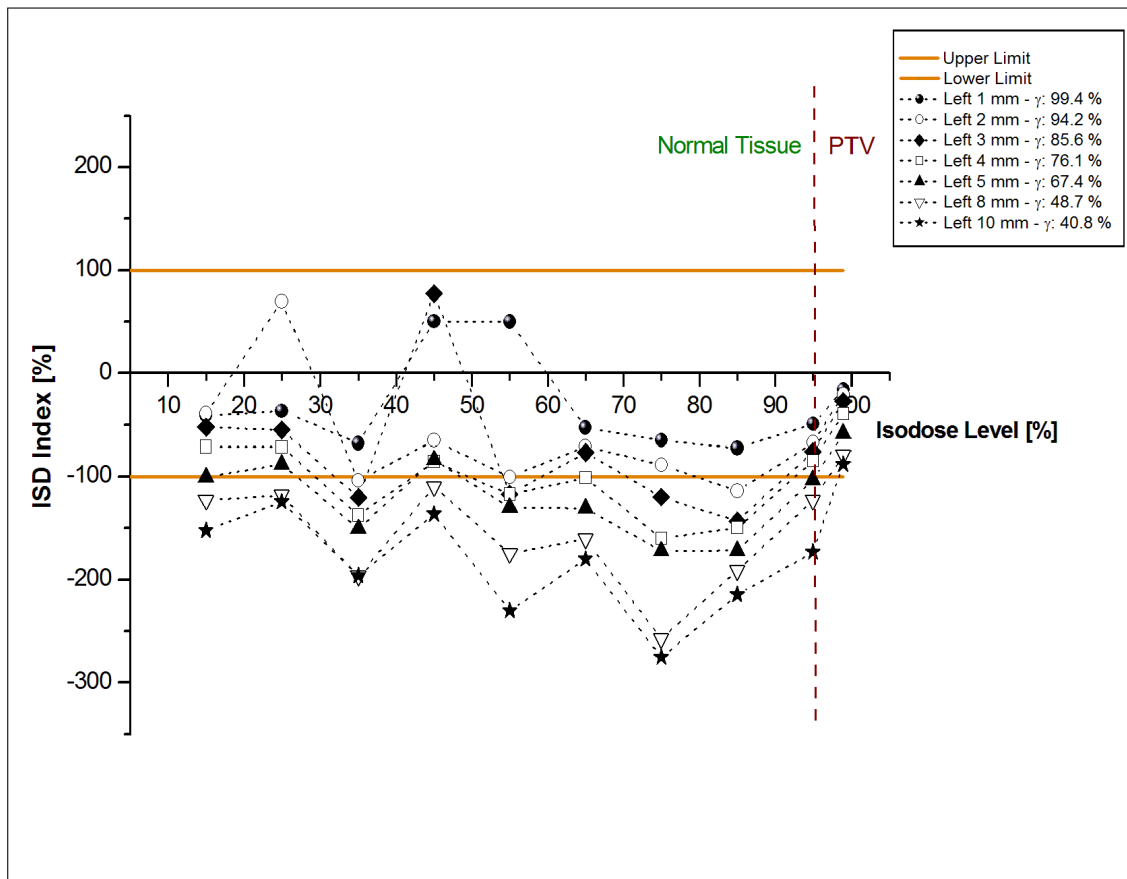 Upper Limit
Lower Limit
Left 1 mm - γ: 99.4 %
Left 2 mm - γ: 94.2 %
Left 3 mm - γ: 85.6 %
Left 4 mm - γ: 76.1 %
Left 5 mm - γ: 67.4 %
Left 8 mm - γ: 48.7 %
Left 10 mm - γ: 40.8 %
Normal Tissue
PTV
200
100
0
-100
-200
-300
ISD Index [%]
10 20 30 40 50 60 70 80 90 100
Isodose Level [%]